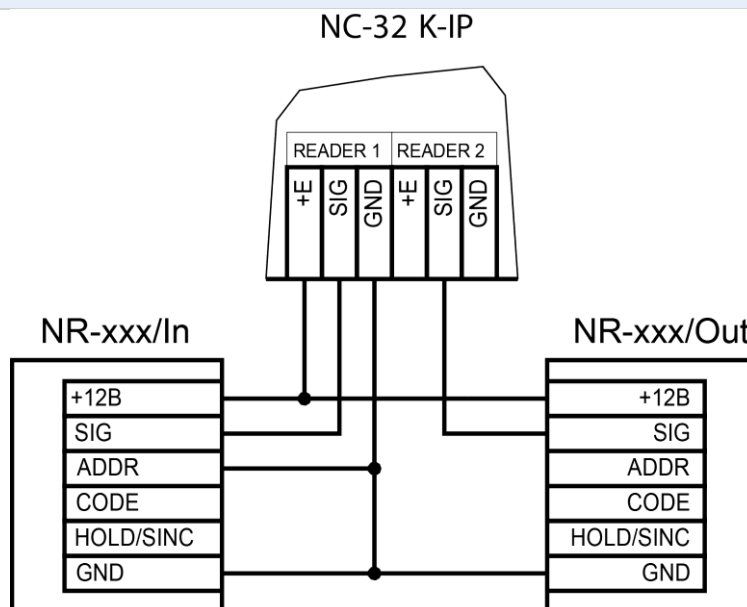 NC-32 K-IP
READER 1 READER 2
+E SIG GND +E SIG GND
NR-xxx/In
NR-xxx/Out
+12В
SIG
ADDR
CODE
HOLD/SINC
GND
+12В
SIG
ADDR
CODE
HOLD/SINC
GND